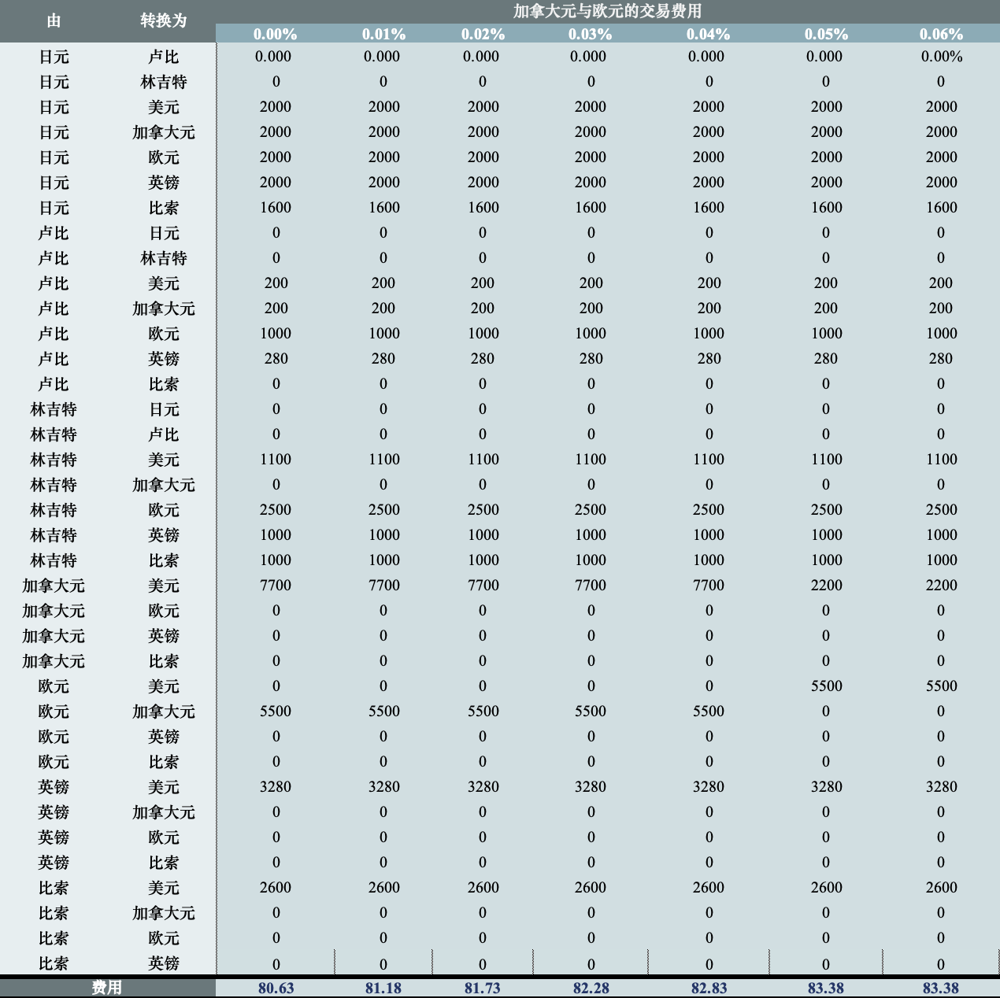 由 转换为 加拿大元与欧元的交易费用
0.00% 0.01% 0.02% 0.03% 0.04% 0.05% 0.06%
日元 卢比 0.000 0.000 0.000 0.000 0.000 0.000 0.00%
日元 林吉特 0 0 0 0 0 0 0
日元 美元 2000 2000 2000 2000 2000 2000 2000
日元 加拿大元 2000 2000 2000 2000 2000 2000 2000
日元 欧元 2000 2000 2000 2000 2000 2000 2000
日元 英镑 2000 2000 2000 2000 2000 2000 2000
日元 比索 1600 1600 1600 1600 1600 1600 1600
卢比 日元 0 0 0 0 0 0 0
卢比 林吉特 0 0 0 0 0 0 0
卢比 美元 200 200 200 200 200 200 200
卢比 加拿大元 200 200 200 200 200 200 200
卢比 欧元 1000 1000 1000 1000 1000 1000 1000
卢比 英镑 280 280 280 280 280 280 280
卢比 比索 0 0 0 0 0 0 0
林吉特 日元 0 0 0 0 0 0 0
林吉特 卢比 0 0 0 0 0 0 0
林吉特 美元 1100 1100 1100 1100 1100 1100 1100
林吉特 加拿大元 0 0 0 0 0 0 0
林吉特 欧元 2500 2500 2500 2500 2500 2500 2500
林吉特 英镑 1000 1000 1000 1000 1000 1000 1000
林吉特 比索 1000 1000 1000 1000 1000 1000 1000
加拿大元 美元 7700 7700 7700 7700 7700 2200 2200
加拿大元 欧元 0 0 0 0 0 0 0
加拿大元 英镑 0 0 0 0 0 0 0
加拿大元 比索 0 0 0 0 0 0 0
欧元 美元 0 0 0 0 0 5500 5500
欧元 加拿大元 5500 5500 5500 5500 5500 0 0
欧元 英镑 0 0 0 0 0 0 0
欧元 比索 0 0 0 0 0 0 0
英镑 美元 3280 3280 3280 3280 3280 3280 3280
英镑 加拿大元 0 0 0 0 0 0 0
英镑 欧元 0 0 0 0 0 0 0
英镑 比索 0 0 0 0 0 0 0
比索 美元 2600 2600 2600 2600 2600 2600 2600
比索 加拿大元 0 0 0 0 0 0 0
比索 欧元 0 0 0 0 0 0 0
比索 英镑 0 0 0 0 0 0 0
费用 80.63 81.18 81.73 82.28 82.83 83.38 83.38